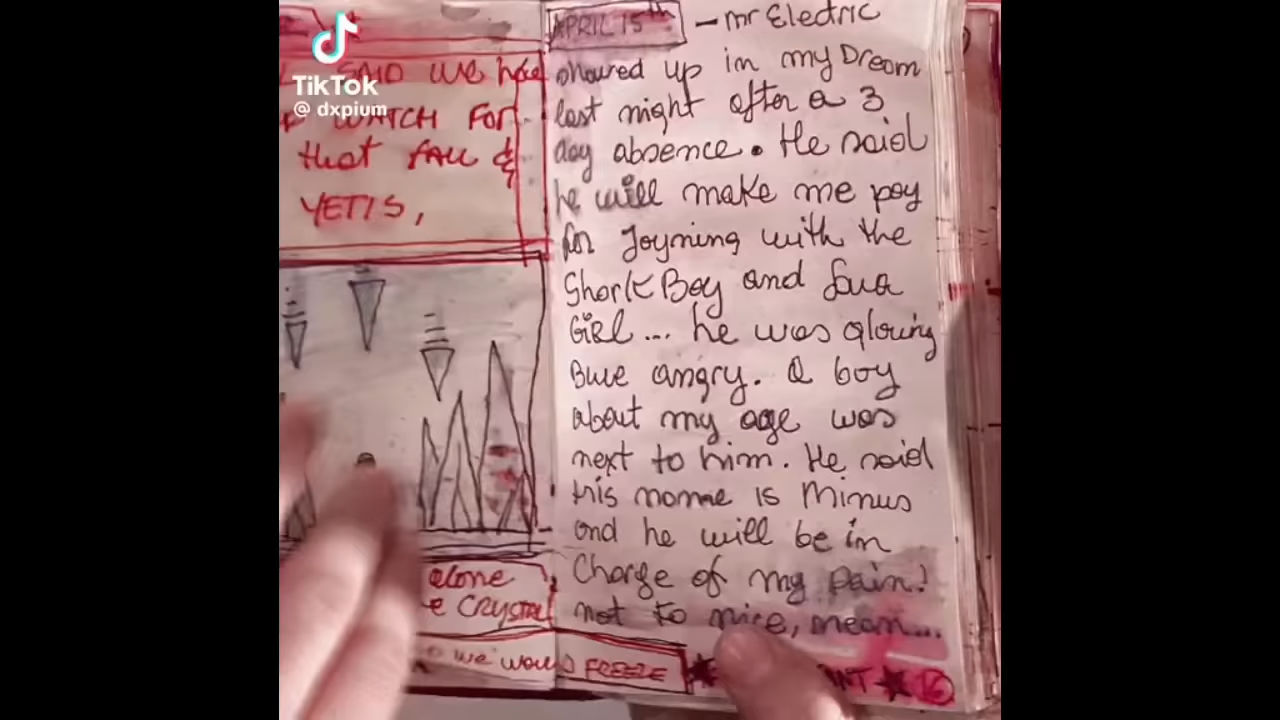 TikTok
@ dxpium
SAID WE had
WATCH FOR
that FALL &
YETIS,
alone
CRYSTAL
we would FREEZE
APRIL 15th — mr Electric
showed up in my Dream
last night after a 3
day absence. He said
he will make me pay
for Joyning with the
Shark Boy and Lava
Girl... he was glowing
Blue angry. A boy
about my age was
next to him. He said
his name is Minus
and he will be in
Charge of my pain!
not to nice, mean...
16